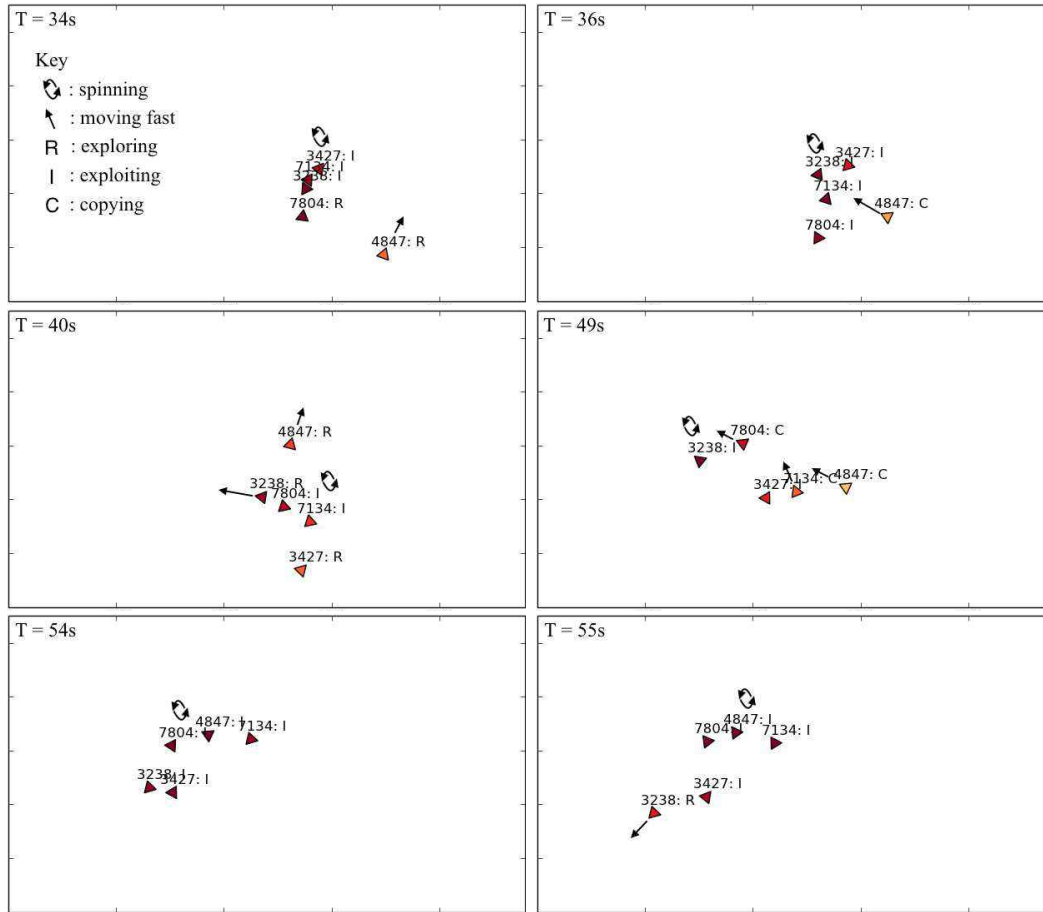 T = 34s
Key
: spinning
: moving fast
R : exploring
I : exploiting
C : copying
3427: I
7134: I
3238: I
7804: R
4847: R
T = 36s
3427: I
3238: I
7134: I
4847: C
7804: I
T = 40s
4847: R
3238: R
7804: I
7134: I
3427: R
T = 49s
7804: C
3238: I
4847: C
3427: I
7134: C
T = 54s
4847: I
7134: I
7804: I
3238: I
3427: I
T = 55s
4847: I
7804: I
7134: I
3427: I
3238: R